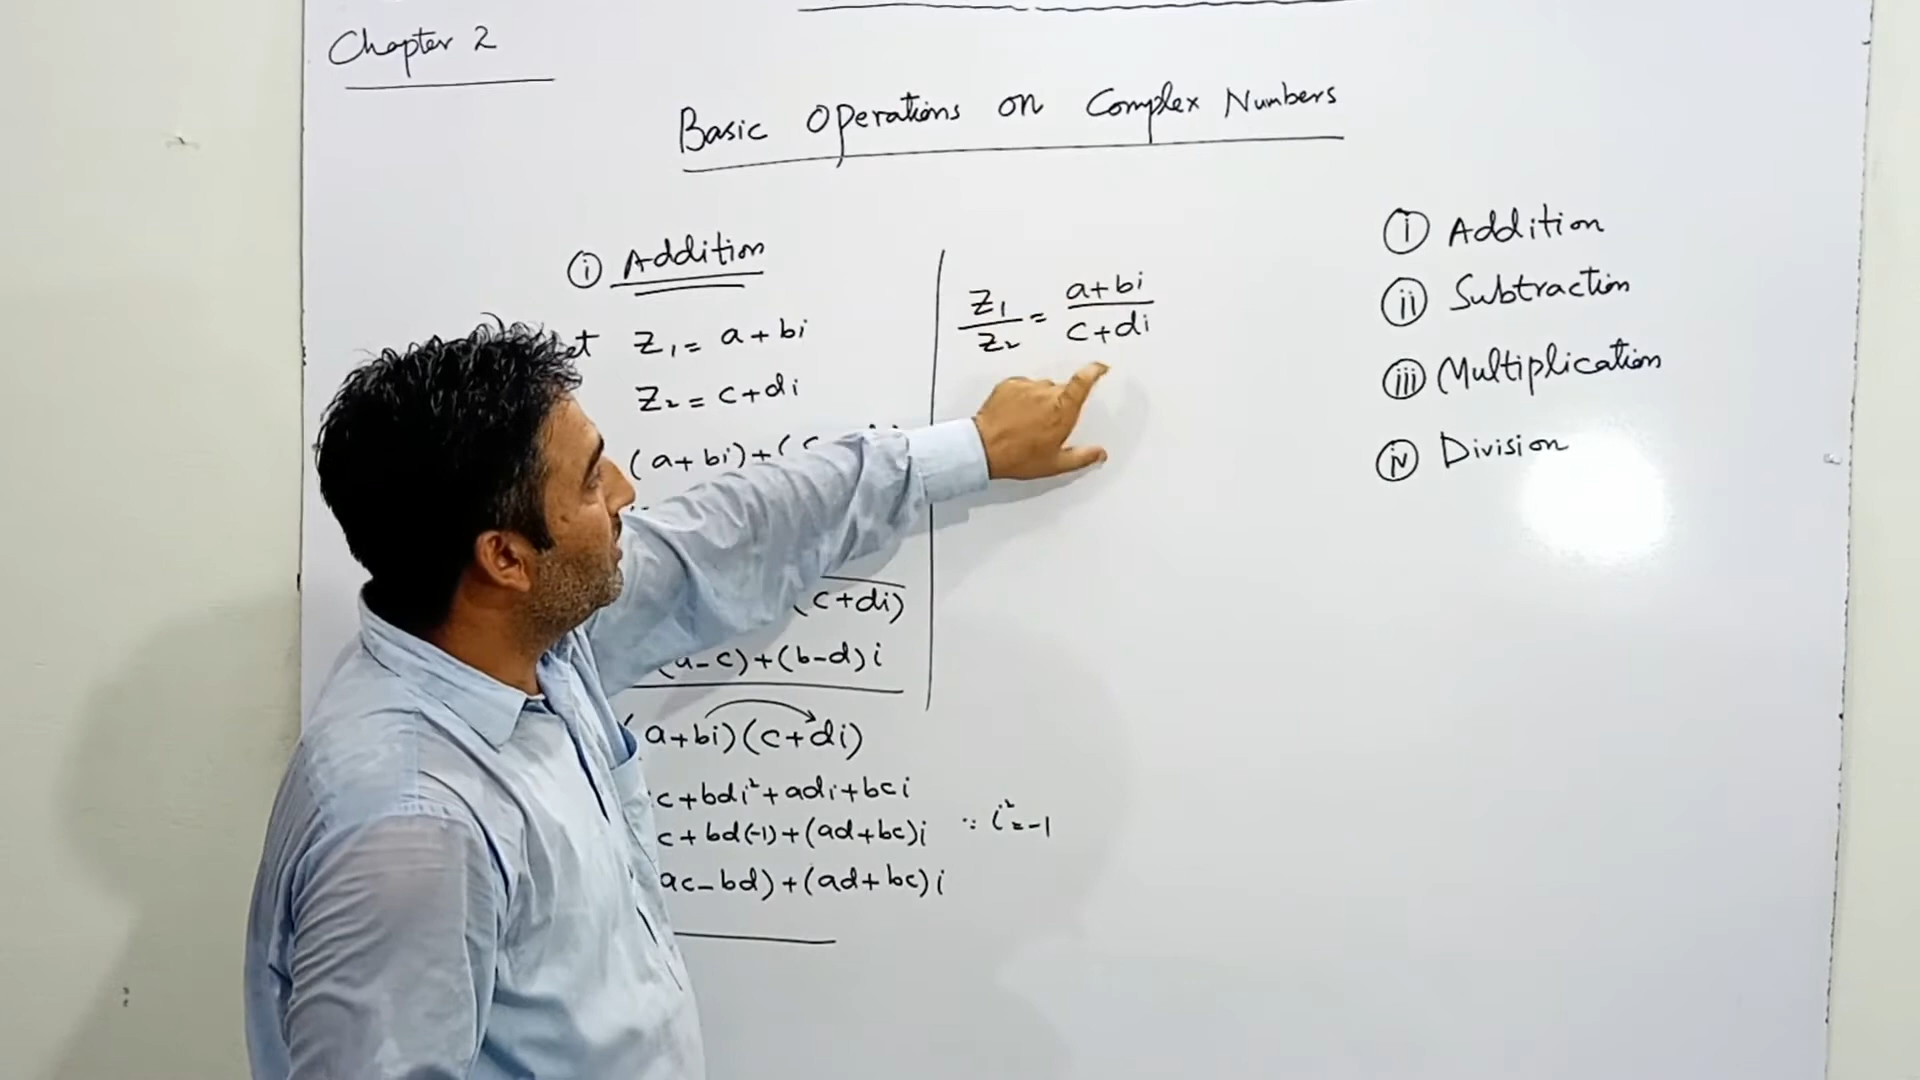 Chapter 2
Basic Operations on Complex Numbers
(i) Addition
Z₁ = a + bi
Z₂ = c + di
(a + bi) + (c
(c + di)
(a - c) + (b - d) i
(a + bi)(c + di)
c + bdi² + adi + bci
c + bd(-1) + (ad + bc)i ∵ i² = -1
ac - bd) + (ad + bc) i
Z₁/Z₂ = a + bi / c + di
(i) Addition
(ii) Subtraction
(iii) Multiplication
(iv) Division